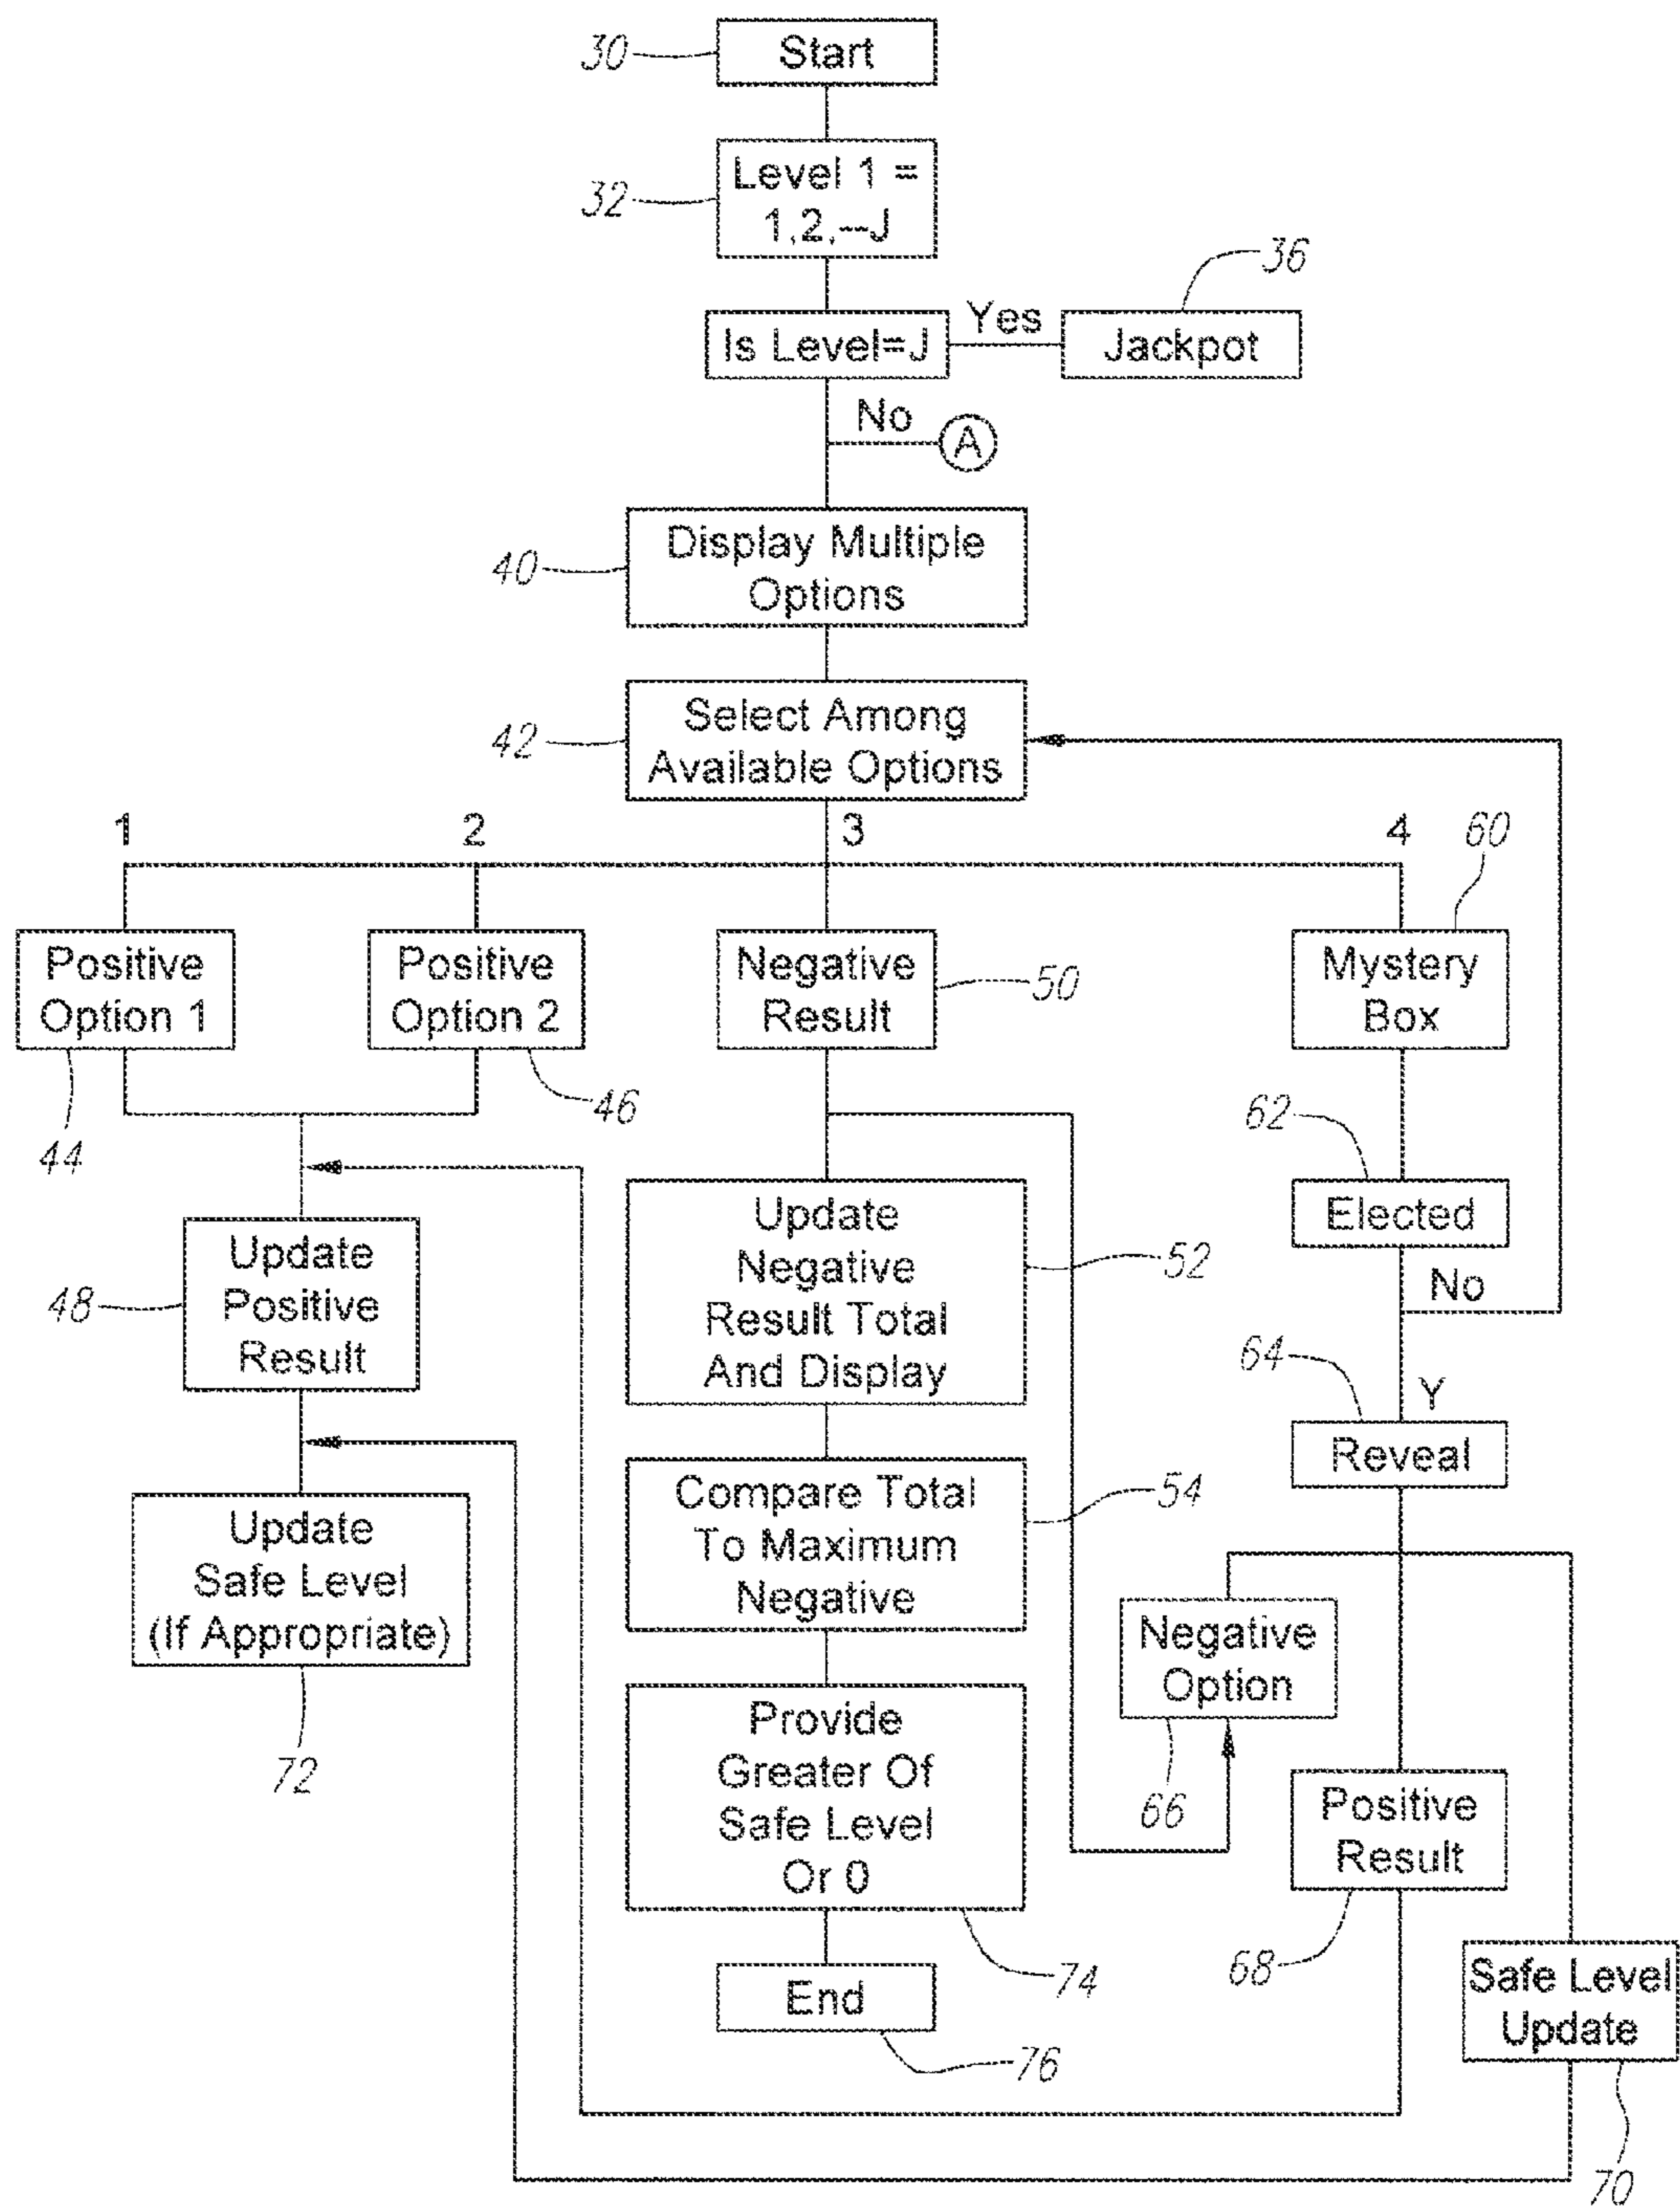 30
Start
32
Level 1 =
1,2,---J
36
Is Level=J
Yes
Jackpot
No
A
40
Display Multiple
Options
42
Select Among
Available Options
1
2
3
4
60
Positive
Option 1
Positive
Option 2
Negative
Result
50
Mystery
Box
44
46
62
Elected
No
48
Update
Positive
Result
Update
Negative
Result Total
And Display
52
64
Y
Reveal
Update
Safe Level
(If Appropriate)
72
Compare Total
To Maximum
Negative
54
Negative
Option
66
Provide
Greater Of
Safe Level
Or 0
74
Positive
Result
68
End
76
Safe Level
Update
70